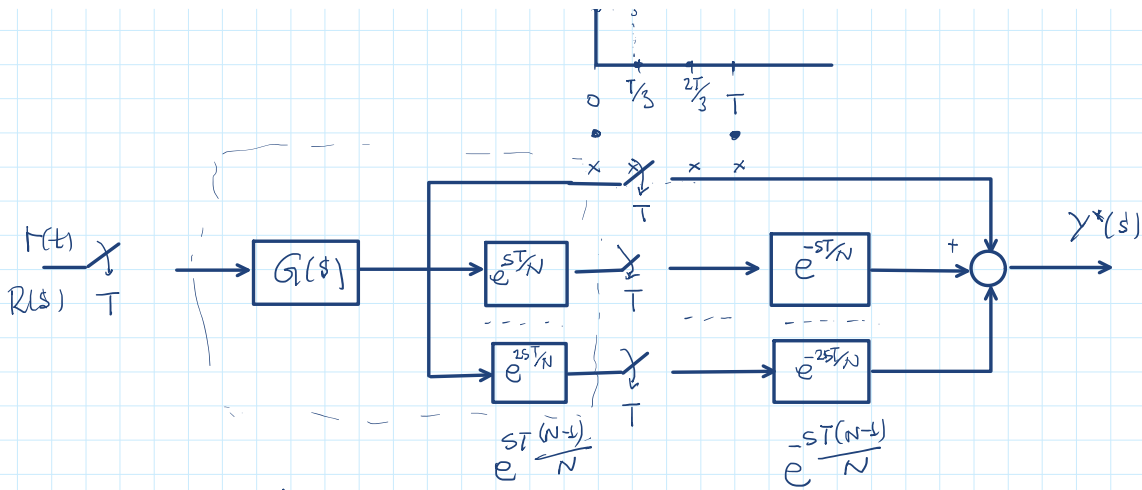 0 T/3 2T/3 T
x x x x
T
r(t)
R(s) T
G(s)
e^{sT/N}
T
e^{-sT/N}
+
Y*(s)
e^{2sT/N}
T
e^{-2sT/N}
e^{sT(N-1)/N}
e^{-sT(N-1)/N}